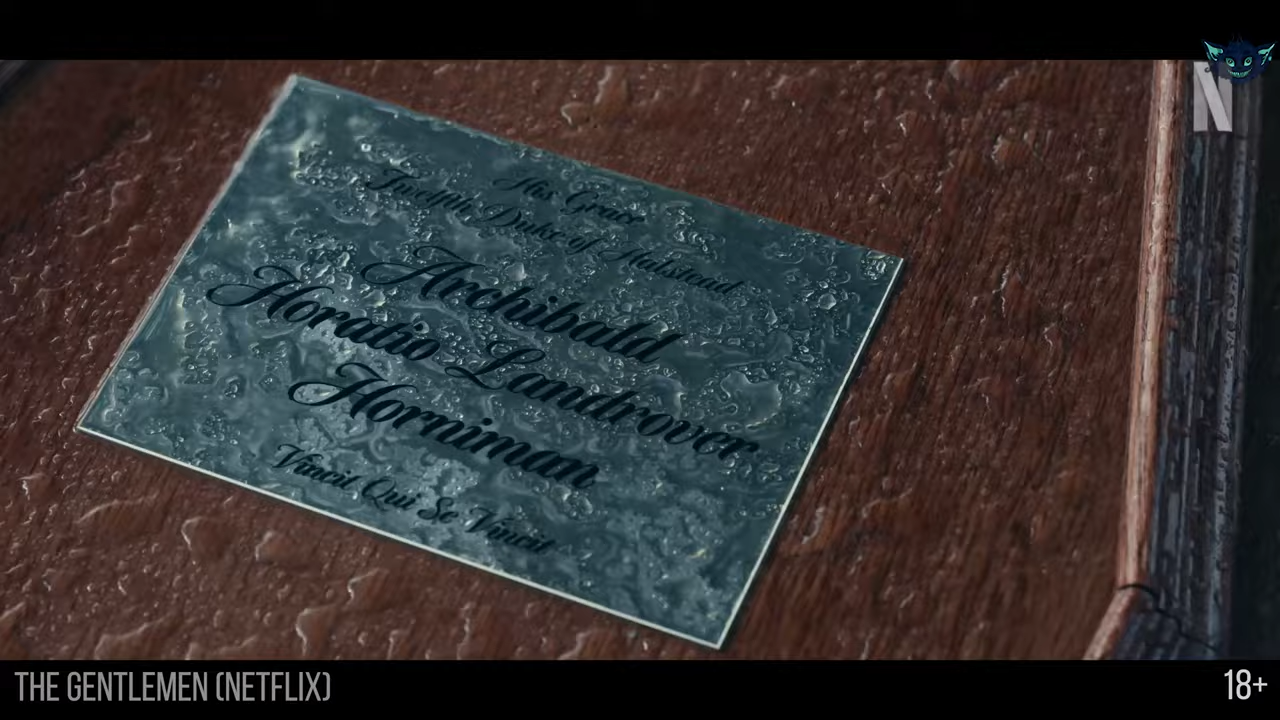 N
His Grace
Twelfth Duke of Halstead
Archibald
Horatio Landrover
Horniman
Vincit Qui Se Vincit
THE GENTLEMEN (NETFLIX)
18+